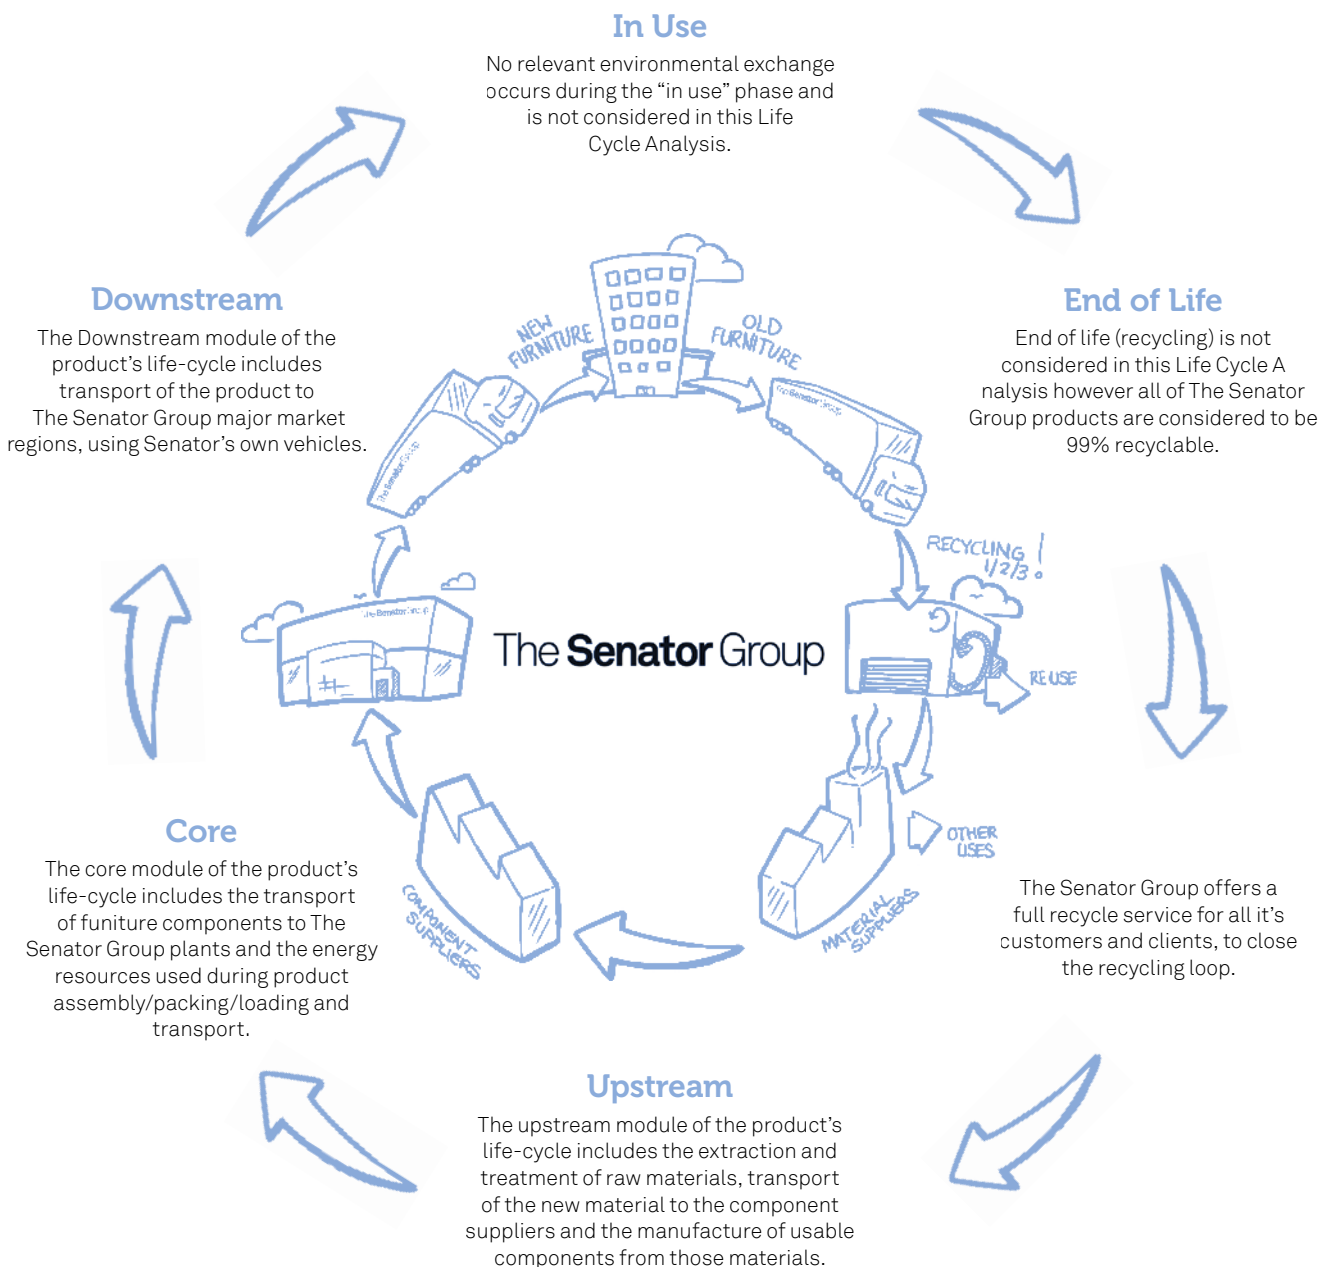 In Use
No relevant environmental exchange
occurs during the “in use” phase and
is not considered in this Life
Cycle Analysis.
Downstream
The Downstream module of the
product’s life-cycle includes
transport of the product to
The Senator Group major market
regions, using Senator’s own vehicles.
End of Life
End of life (recycling) is not
considered in this Life Cycle A
nalysis however all of The Senator
Group products are considered to be
99% recyclable.
NEW
FURNITURE
OLD
FURNITURE
The Senator Group
The Senator Group
RECYCLING !
1/2/3
The Senator Group
The Senator Group
RE USE
Core
The core module of the product’s
life-cycle includes the transport
of funiture components to The
Senator Group plants and the energy
resources used during product
assembly/packing/loading and
transport.
OTHER
USES
COMPONENT
SUPPLIERS
MATERIAL
SUPPLIERS
The Senator Group offers a
full recycle service for all it’s
customers and clients, to close
the recycling loop.
Upstream
The upstream module of the product’s
life-cycle includes the extraction and
treatment of raw materials, transport
of the new material to the component
suppliers and the manufacture of usable
components from those materials.